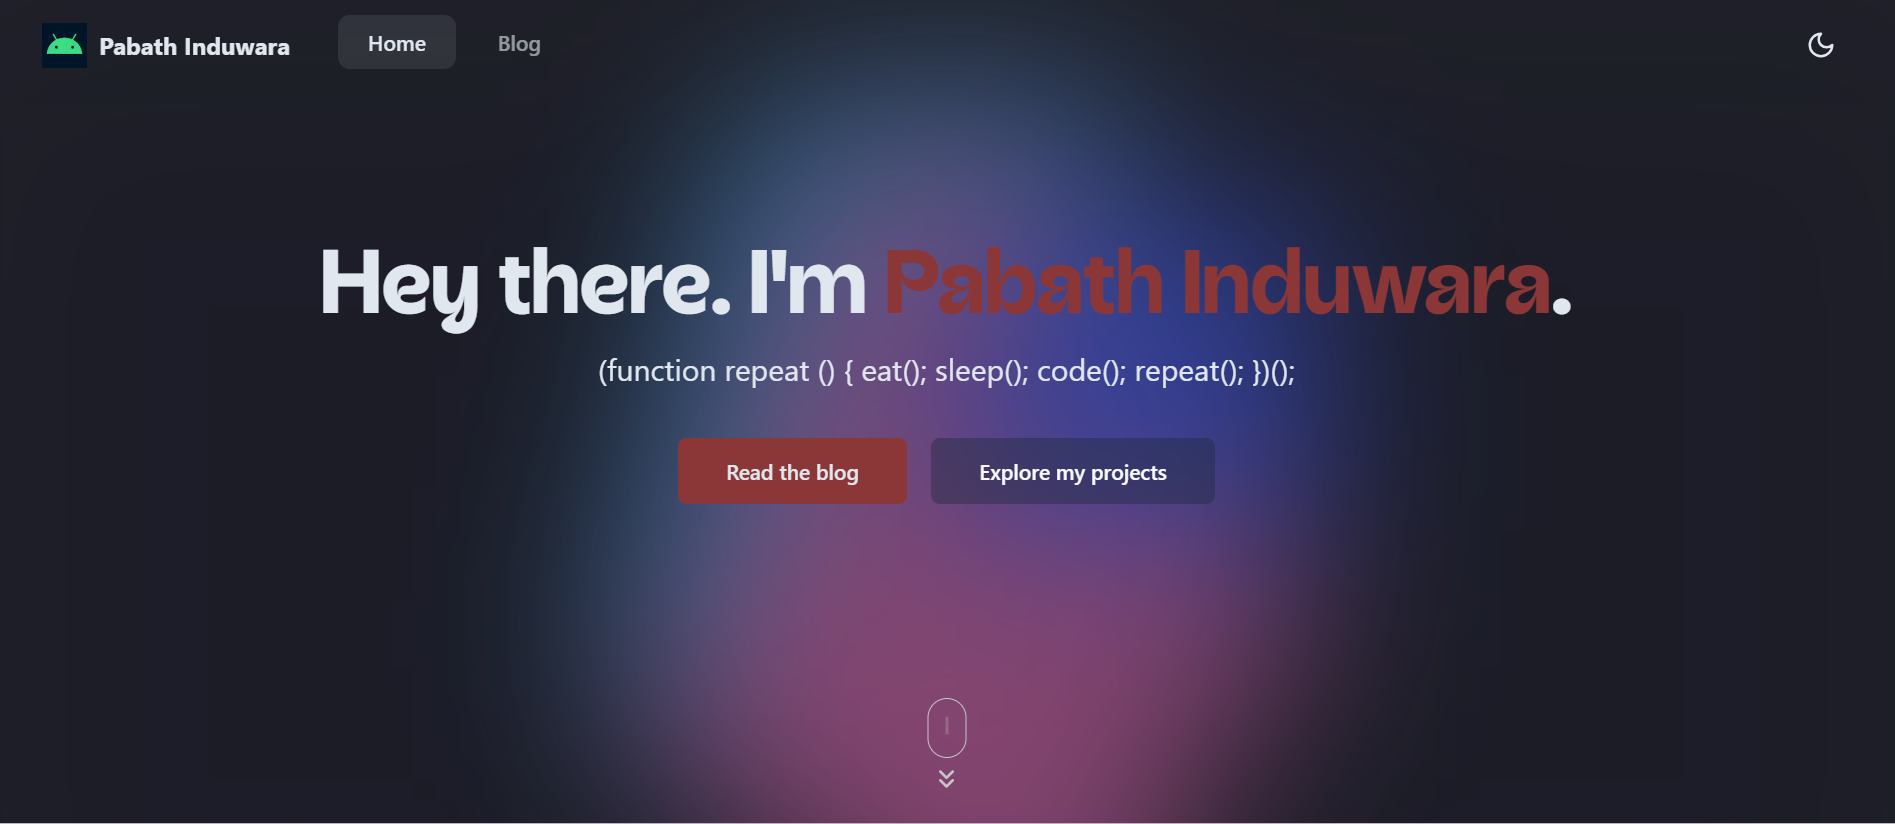 Pabath Induwara
Home
Blog
Hey there. I'm Pabath Induwara.
(function repeat () { eat(); sleep(); code(); repeat(); })();
Read the blog
Explore my projects